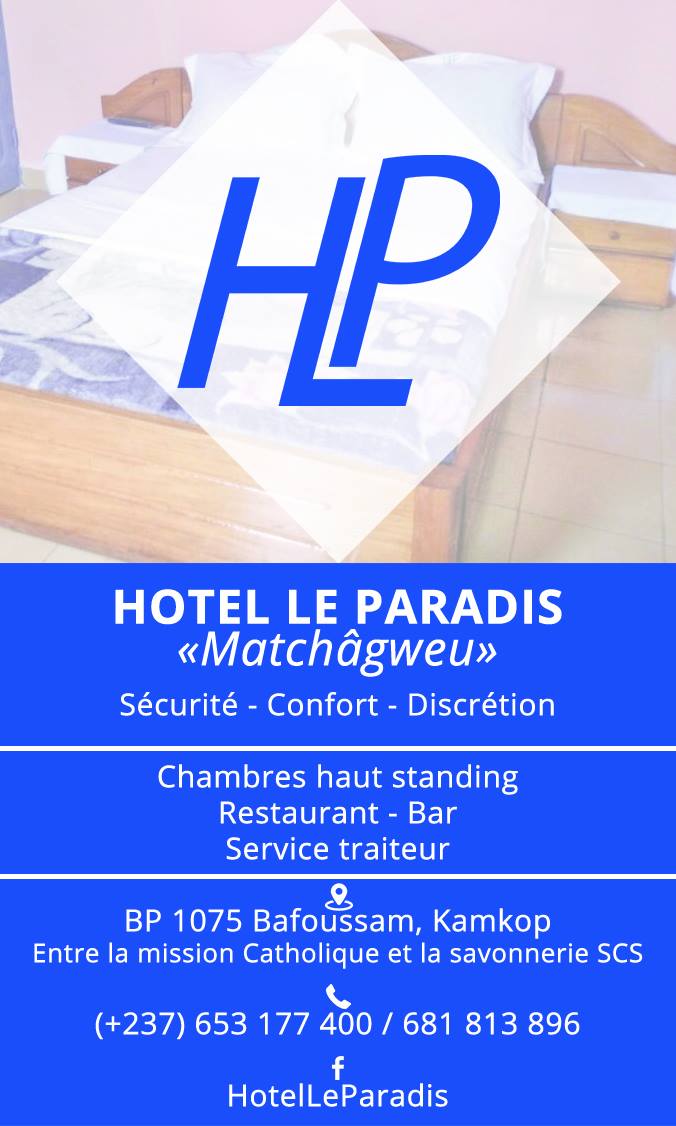 HLP
HOTEL LE PARADIS
«Matchâgweu»
Sécurité - Confort - Discrétion
Chambres haut standing
Restaurant - Bar
Service traiteur
BP 1075 Bafoussam, Kamkop
Entre la mission Catholique et la savonnerie SCS
(+237) 653 177 400 / 681 813 896
HotelLeParadis